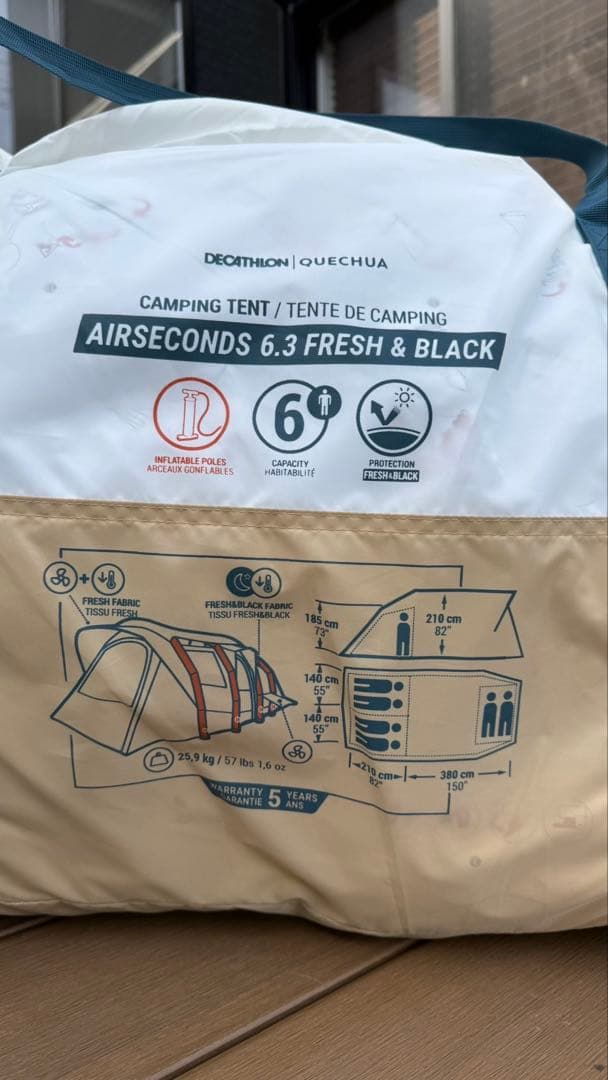 DECATHLON | QUECHUA
CAMPING TENT / TENTE DE CAMPING
AIRSECONDS 6.3 FRESH & BLACK
6
INFLATABLE POLES
ARCEAUX GONFLABLES
CAPACITY
HABITABILITÉ
PROTECTION
FRESH&BLACK
+
FRESH FABRIC
TISSU FRESH
FRESH&BLACK FABRIC
TISSU FRESH&BLACK
185 cm
73"
210 cm
82"
140 cm
55"
140 cm
55"
210 cm
82"
380 cm
150"
25,9 kg / 57 lbs 1,6 oz
WARRANTY
GARANTIE
5
YEARS
ANS